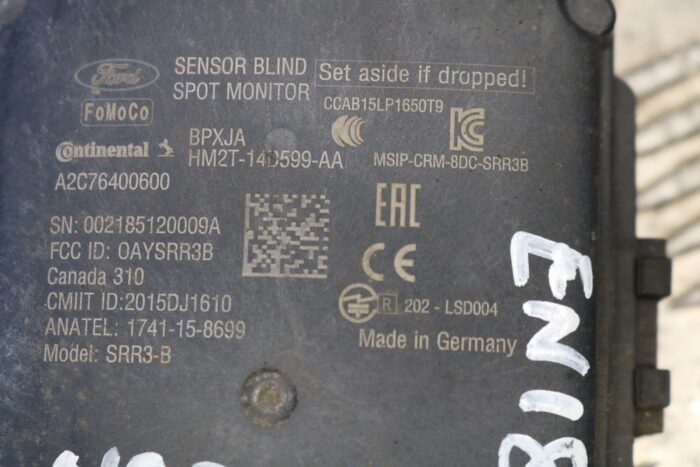 Ford
SENSOR BLIND
SPOT MONITOR
Set aside if dropped!
FoMoCo
CCAB15LP1650T9
Continental
BPXJA
HM2T-14D599-AA
MSIP-CRM-8DC-SRR3B
A2C76400600
EAC
SN: 002185120009A
FCC ID: OAYSRR3B
Canada 310
CMIIT ID:2015DJ1610
ANATEL: 1741-15-8699
Model: SRR3-B
CE
R 202 - LSD004
Made in Germany